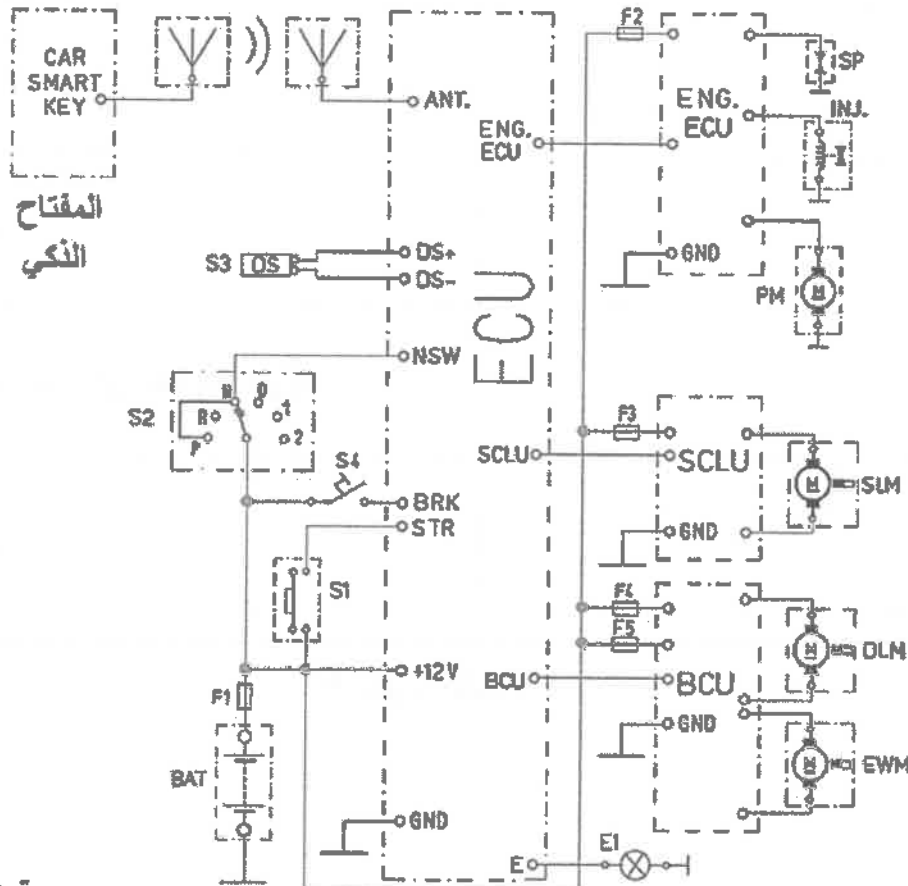 CAR
SMART
KEY
المفتاح
الذكي
ANT.
ENG.
ECU
S3
DS
DS+
DS-
ECU
NSW
S2
N
D
R
1
P
2
S4
BRK
STR
S1
+12V
F1
BAT
GND
SCLU
BCU
E
E1
F2
ENG.
ECU
GND
SP
INJ.
PM
M
F3
SCLU
GND
M
SLM
F4
F5
BCU
GND
M
DLM
M
EWM